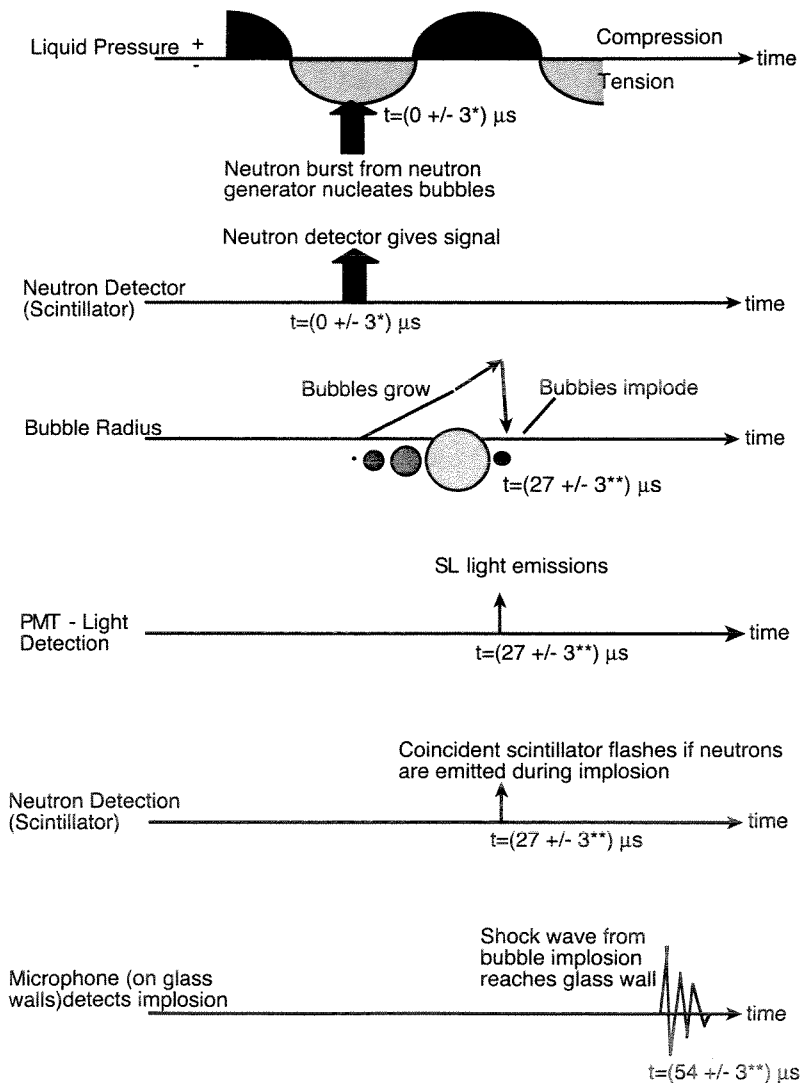 Liquid Pressure + -
Compression
time
Tension
t=(0 +/- 3*) μs
Neutron burst from neutron
generator nucleates bubbles
Neutron detector gives signal
Neutron Detector
(Scintillator)
time
t=(0 +/- 3*) μs
Bubbles grow
Bubbles implode
Bubble Radius
time
t=(27 +/- 3**) μs
SL light emissions
PMT - Light
Detection
time
t=(27 +/- 3**) μs
Coincident scintillator flashes if neutrons
are emitted during implosion
Neutron Detection
(Scintillator)
time
t=(27 +/- 3**) μs
Shock wave from
bubble implosion
reaches glass wall
Microphone (on glass
walls)detects implosion
time
t=(54 +/- 3**) μs